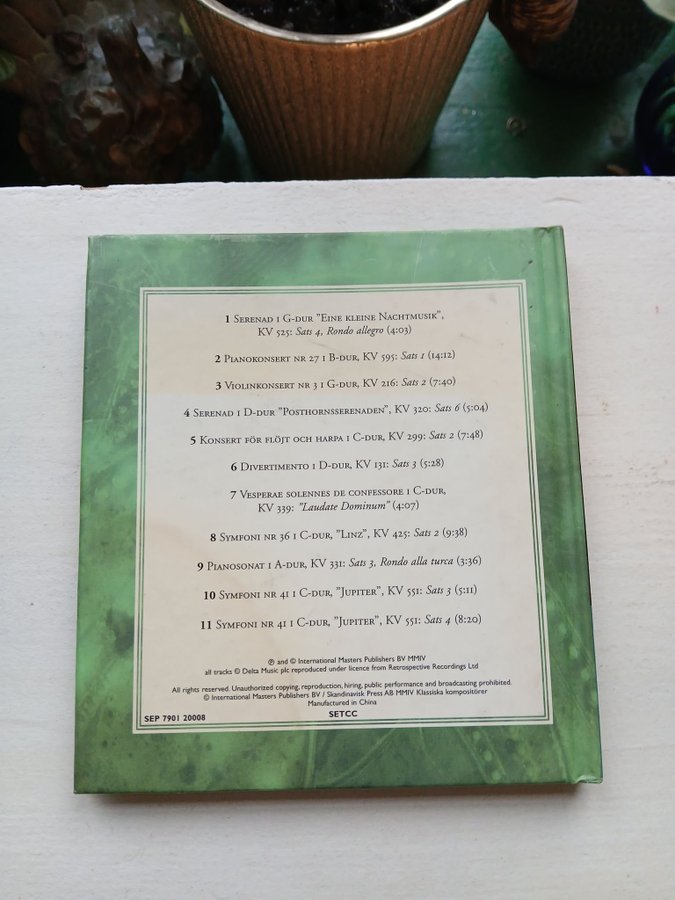 1 Serenad i G-dur ”Eine kleine Nachtmusik”,
KV 525: Sats 4, Rondo allegro (4:03)
2 Pianokonsert nr 27 i B-dur, KV 595: Sats 1 (14:12)
3 Violinkonsert nr 3 i G-dur, KV 216: Sats 2 (7:40)
4 Serenad i D-dur ”Posthornsserenaden”, KV 320: Sats 6 (5:04)
5 Konsert för flöjt och harpa i C-dur, KV 299: Sats 2 (7:48)
6 Divertimento i D-dur, KV 131: Sats 3 (5:28)
7 Vesperae solennes de confessore i C-dur,
KV 339: ”Laudate Dominum” (4:07)
8 Symfoni nr 36 i C-dur, ”Linz”, KV 425: Sats 2 (9:38)
9 Pianosonat i A-dur, KV 331: Sats 3, Rondo alla turca (3:36)
10 Symfoni nr 41 i C-dur, ”Jupiter”, KV 551: Sats 3 (5:11)
11 Symfoni nr 41 i C-dur, ”Jupiter”, KV 551: Sats 4 (8:20)
℗ and © International Masters Publishers BV MMIV
all tracks © Delta Music plc reproduced under licence from Retrospective Recordings Ltd
All rights reserved. Unauthorized copying, reproduction, hiring, public performance and broadcasting prohibited.
© International Masters Publishers BV / Skandinavisk Press AB MMIV Klassiska kompositörer
Manufactured in China
SEP 7901 20008
SETCC